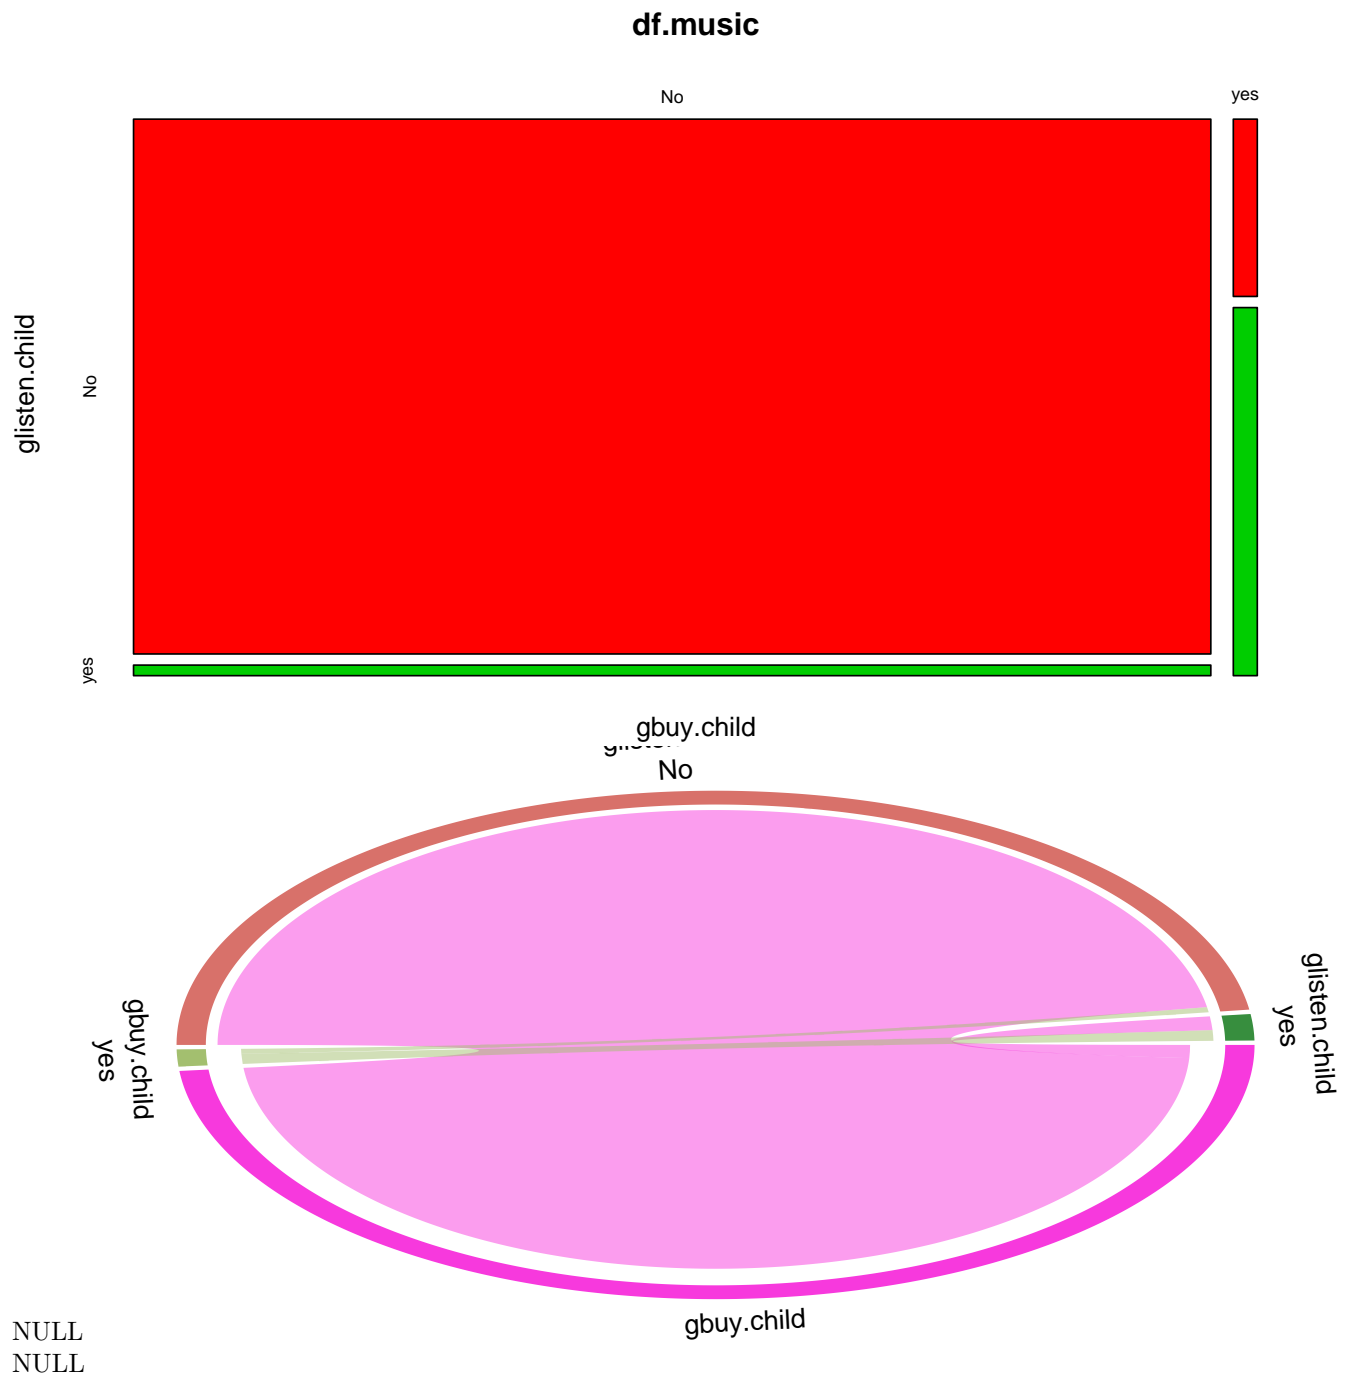 df.music
No
yes
glisten.child
No
yes
gbuy.child
No
glisten.child
yes
gbuy.child
yes
gbuy.child
NULL
NULL